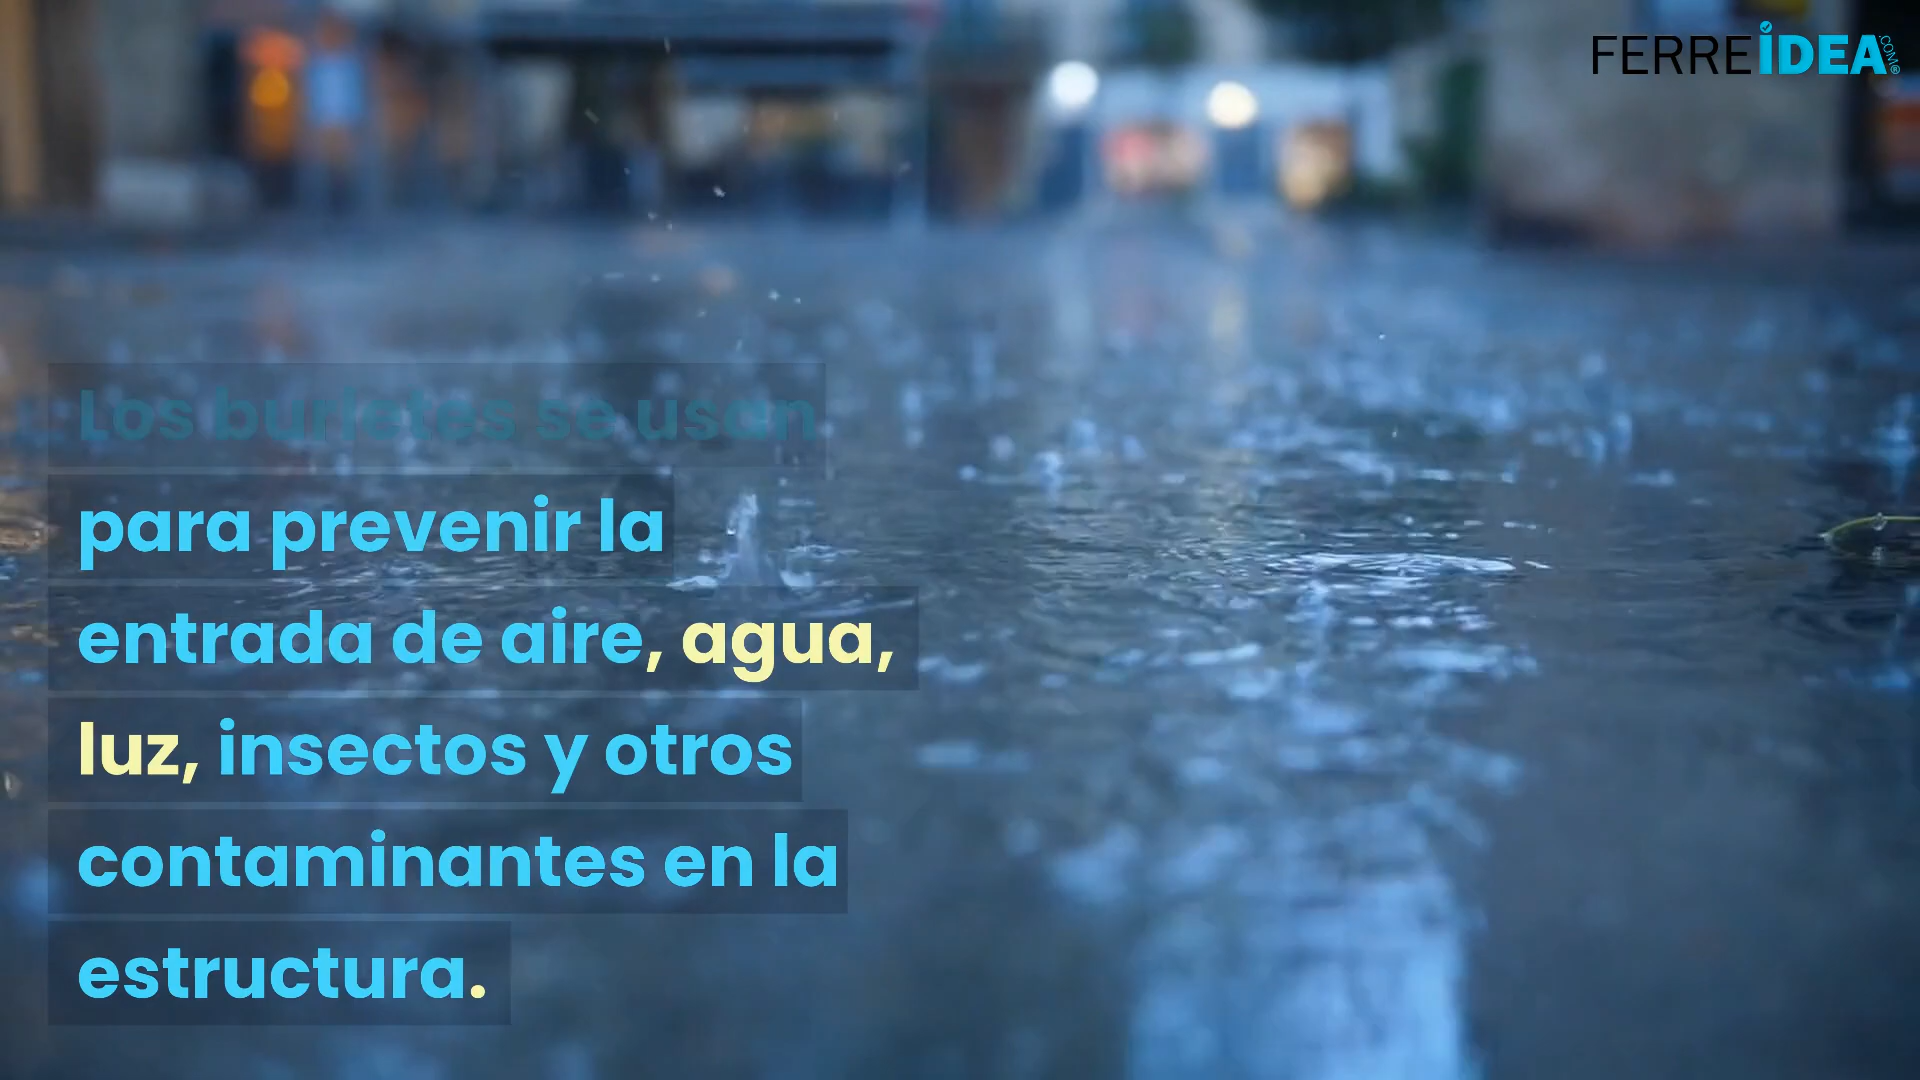 FERREIDEA.COM®
Los burletes se usan
para prevenir la
entrada de aire, agua,
luz, insectos y otros
contaminantes en la
estructura.